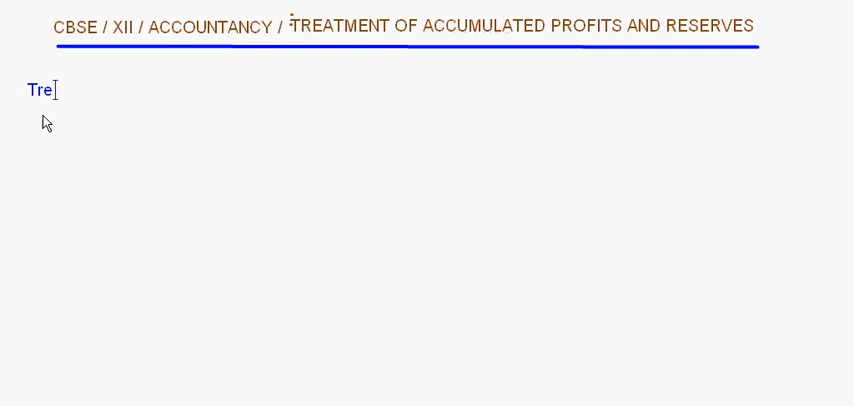 CBSE / XII / ACCOUNTANCY / TREATMENT OF ACCUMULATED PROFITS AND RESERVES
Tre